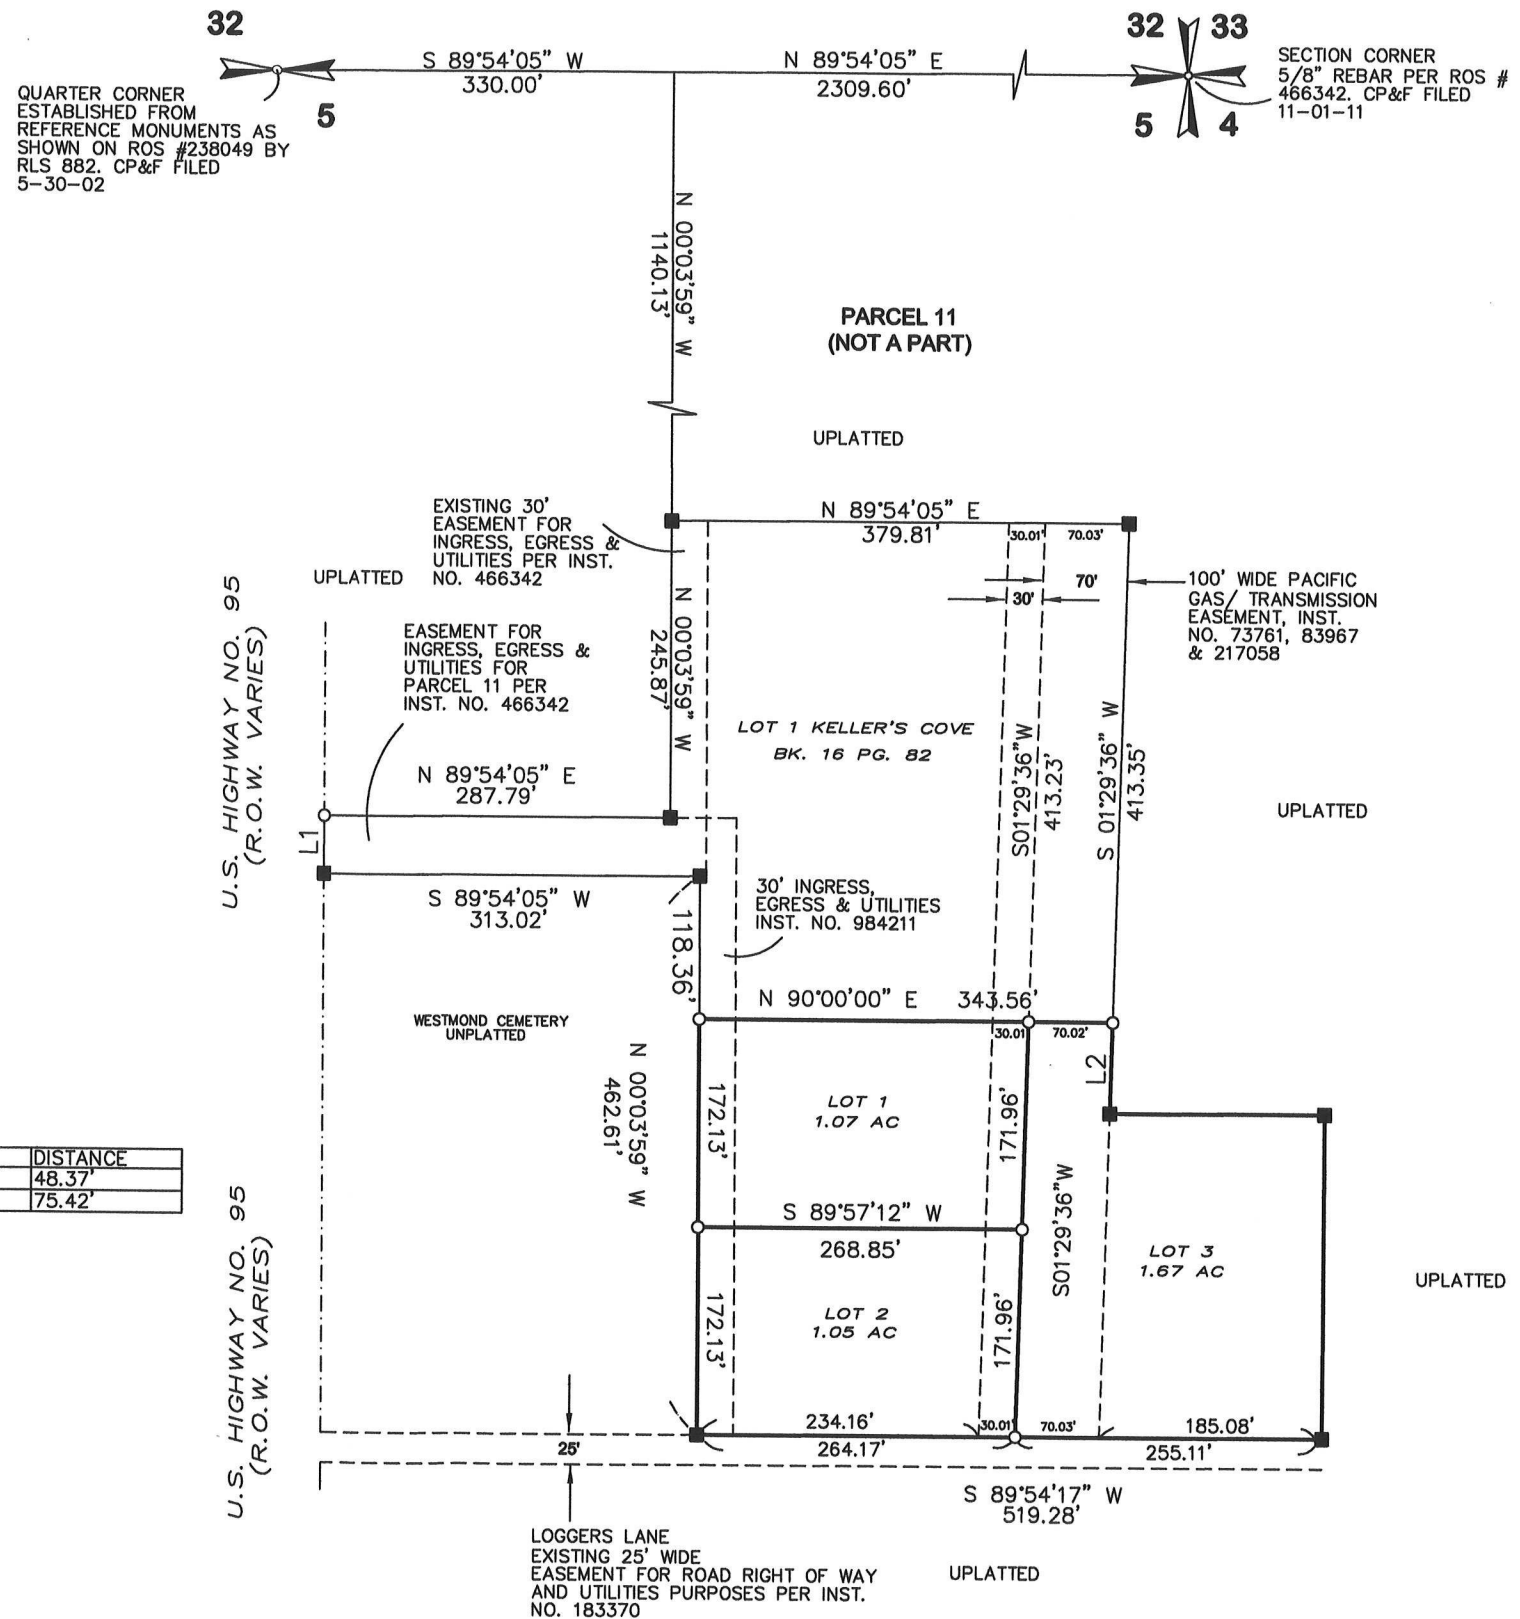 32
S 89°54'05" W
330.00'
N 89°54'05" E
2309.60'
32 33
5 4
SECTION CORNER
5/8" REBAR PER ROS #
466342. CP&F FILED
11-01-11
QUARTER CORNER
ESTABLISHED FROM
REFERENCE MONUMENTS AS
SHOWN ON ROS #238049 BY
RLS 882. CP&F FILED
5-30-02
5
N 00°03'59" W
1140.13'
PARCEL 11
(NOT A PART)
UPLATTED
EXISTING 30'
EASEMENT FOR
INGRESS, EGRESS &
UTILITIES PER INST.
NO. 466342
N 89°54'05" E
379.81'
30.01'
70.03'
70'
30'
100' WIDE PACIFIC
GAS/ TRANSMISSION
EASEMENT, INST.
NO. 73761, 83967
& 217058
UPLATTED
U.S. HIGHWAY NO. 95
(R.O.W. VARIES)
EASEMENT FOR
INGRESS, EGRESS &
UTILITIES FOR
PARCEL 11 PER
INST. NO. 466342
N 00°03'59" W
245.87'
LOT 1 KELLER'S COVE
BK. 16 PG. 82
S01°29'36"W
413.23'
S 01°29'36" W
413.35'
UPLATTED
N 89°54'05" E
287.79'
L1
S 89°54'05" W
313.02'
118.36'
30' INGRESS,
EGRESS & UTILITIES
INST. NO. 984211
N 90°00'00" E
343.56'
30.01'
70.02'
L2
WESTMOND CEMETERY
UNPLATTED
N 00°03'59" W
462.61'
172.13'
LOT 1
1.07 AC
171.96'
DISTANCE
48.37'
75.42'
S 89°57'12" W
268.85'
S01°29'36"W
LOT 3
1.67 AC
UPLATTED
U.S. HIGHWAY NO. 95
(R.O.W. VARIES)
172.13'
LOT 2
1.05 AC
171.96'
234.16'
264.17'
30.01'
70.03'
185.08'
255.11'
25'
S 89°54'17" W
519.28'
LOGGERS LANE
EXISTING 25' WIDE
EASEMENT FOR ROAD RIGHT OF WAY
AND UTILITIES PURPOSES PER INST.
NO. 183370
UPLATTED